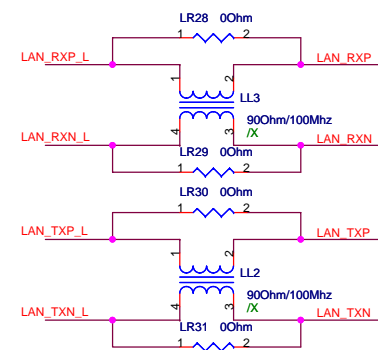 LR28 0Ohm
1 2
LAN_RXP_L LAN_RXP
1 2
LL3
90Ohm/100Mhz
4 3 /X
LAN_RXN_L LAN_RXN
LR29 0Ohm
1 2
LR30 0Ohm
1 2
LAN_TXP_L LAN_TXP
1 2
LL2
90Ohm/100Mhz
4 3 /X
LAN_TXN_L LAN_TXN
LR31 0Ohm
1 2